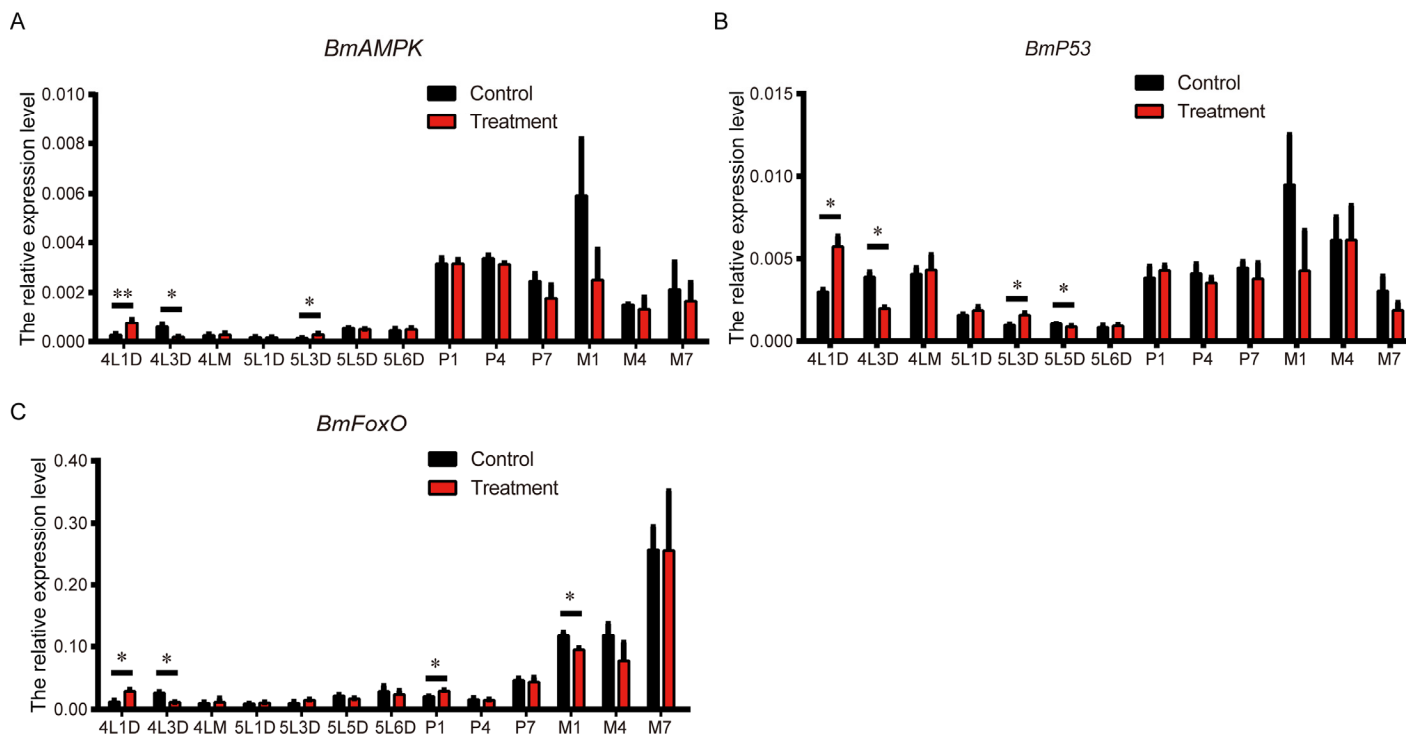 A
BmAMPK
Control
Treatment
The relative expression level
0.010
0.008
0.006
0.004
0.002
0.000
** * *
4L1D 4L3D 4LM 5L1D 5L3D 5L5D 5L6D P1 P4 P7 M1 M4 M7
B
BmP53
Control
Treatment
The relative expression level
0.015
0.010
0.005
0.000
* * * *
4L1D 4L3D 4LM 5L1D 5L3D 5L5D 5L6D P1 P4 P7 M1 M4 M7
C
BmFoxO
Control
Treatment
The relative expression level
0.40
0.30
0.20
0.10
0.00
* * * *
4L1D 4L3D 4LM 5L1D 5L3D 5L5D 5L6D P1 P4 P7 M1 M4 M7